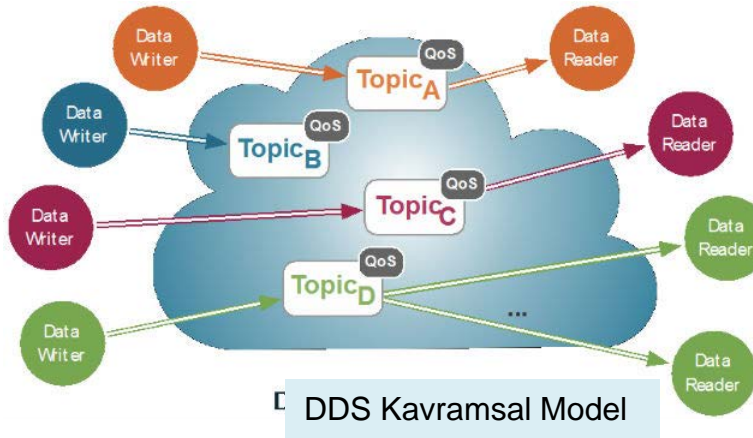 Data
Writer
QoS
Topic A
Data
Reader
Data
Writer
QoS
Topic B
Data
Reader
QoS
Topic C
Data
Writer
Data
Reader
QoS
Topic D
...
Data
Writer
Data
Reader
DDS Kavramsal Model